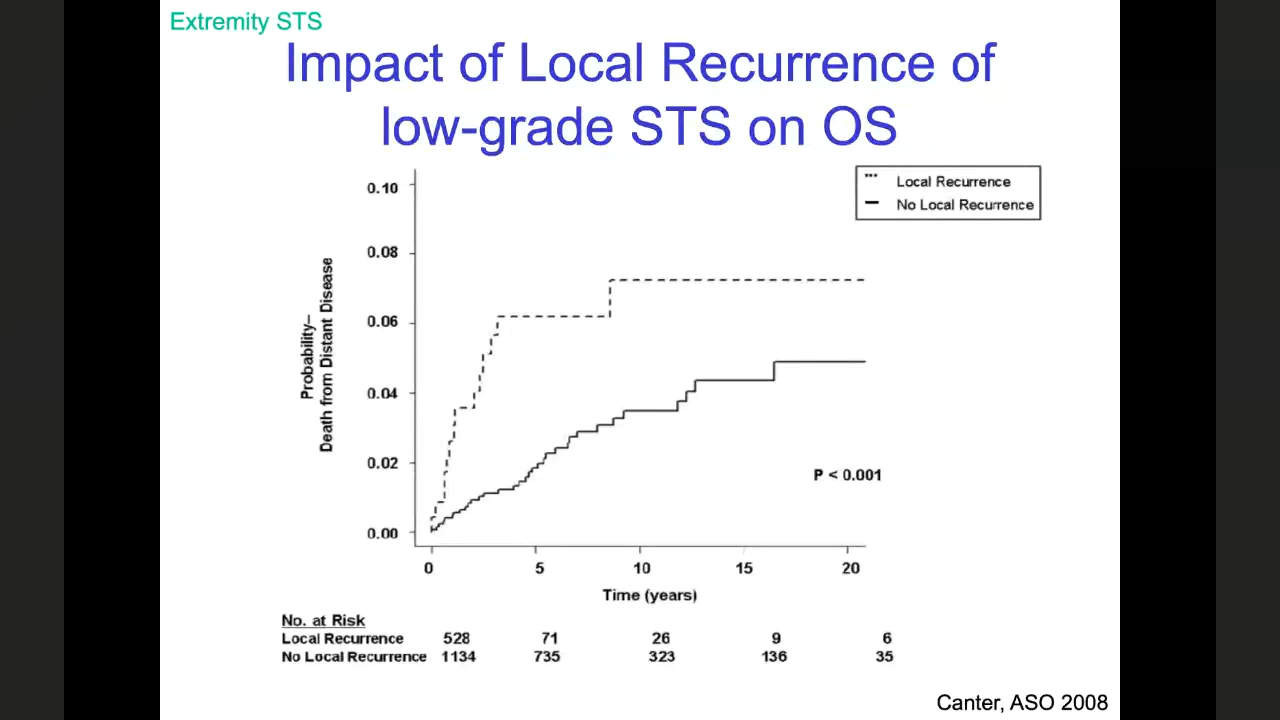 Extremity STS
Impact of Local Recurrence of
low-grade STS on OS
Local Recurrence
No Local Recurrence
0.10
0.08
0.06
0.04
0.02
0.00
Probability–
Death from Distant Disease
P < 0.001
0 5 10 15 20
Time (years)
No. at Risk
Local Recurrence 528 71 26 9 6
No Local Recurrence 1134 735 323 136 35
Canter, ASO 2008